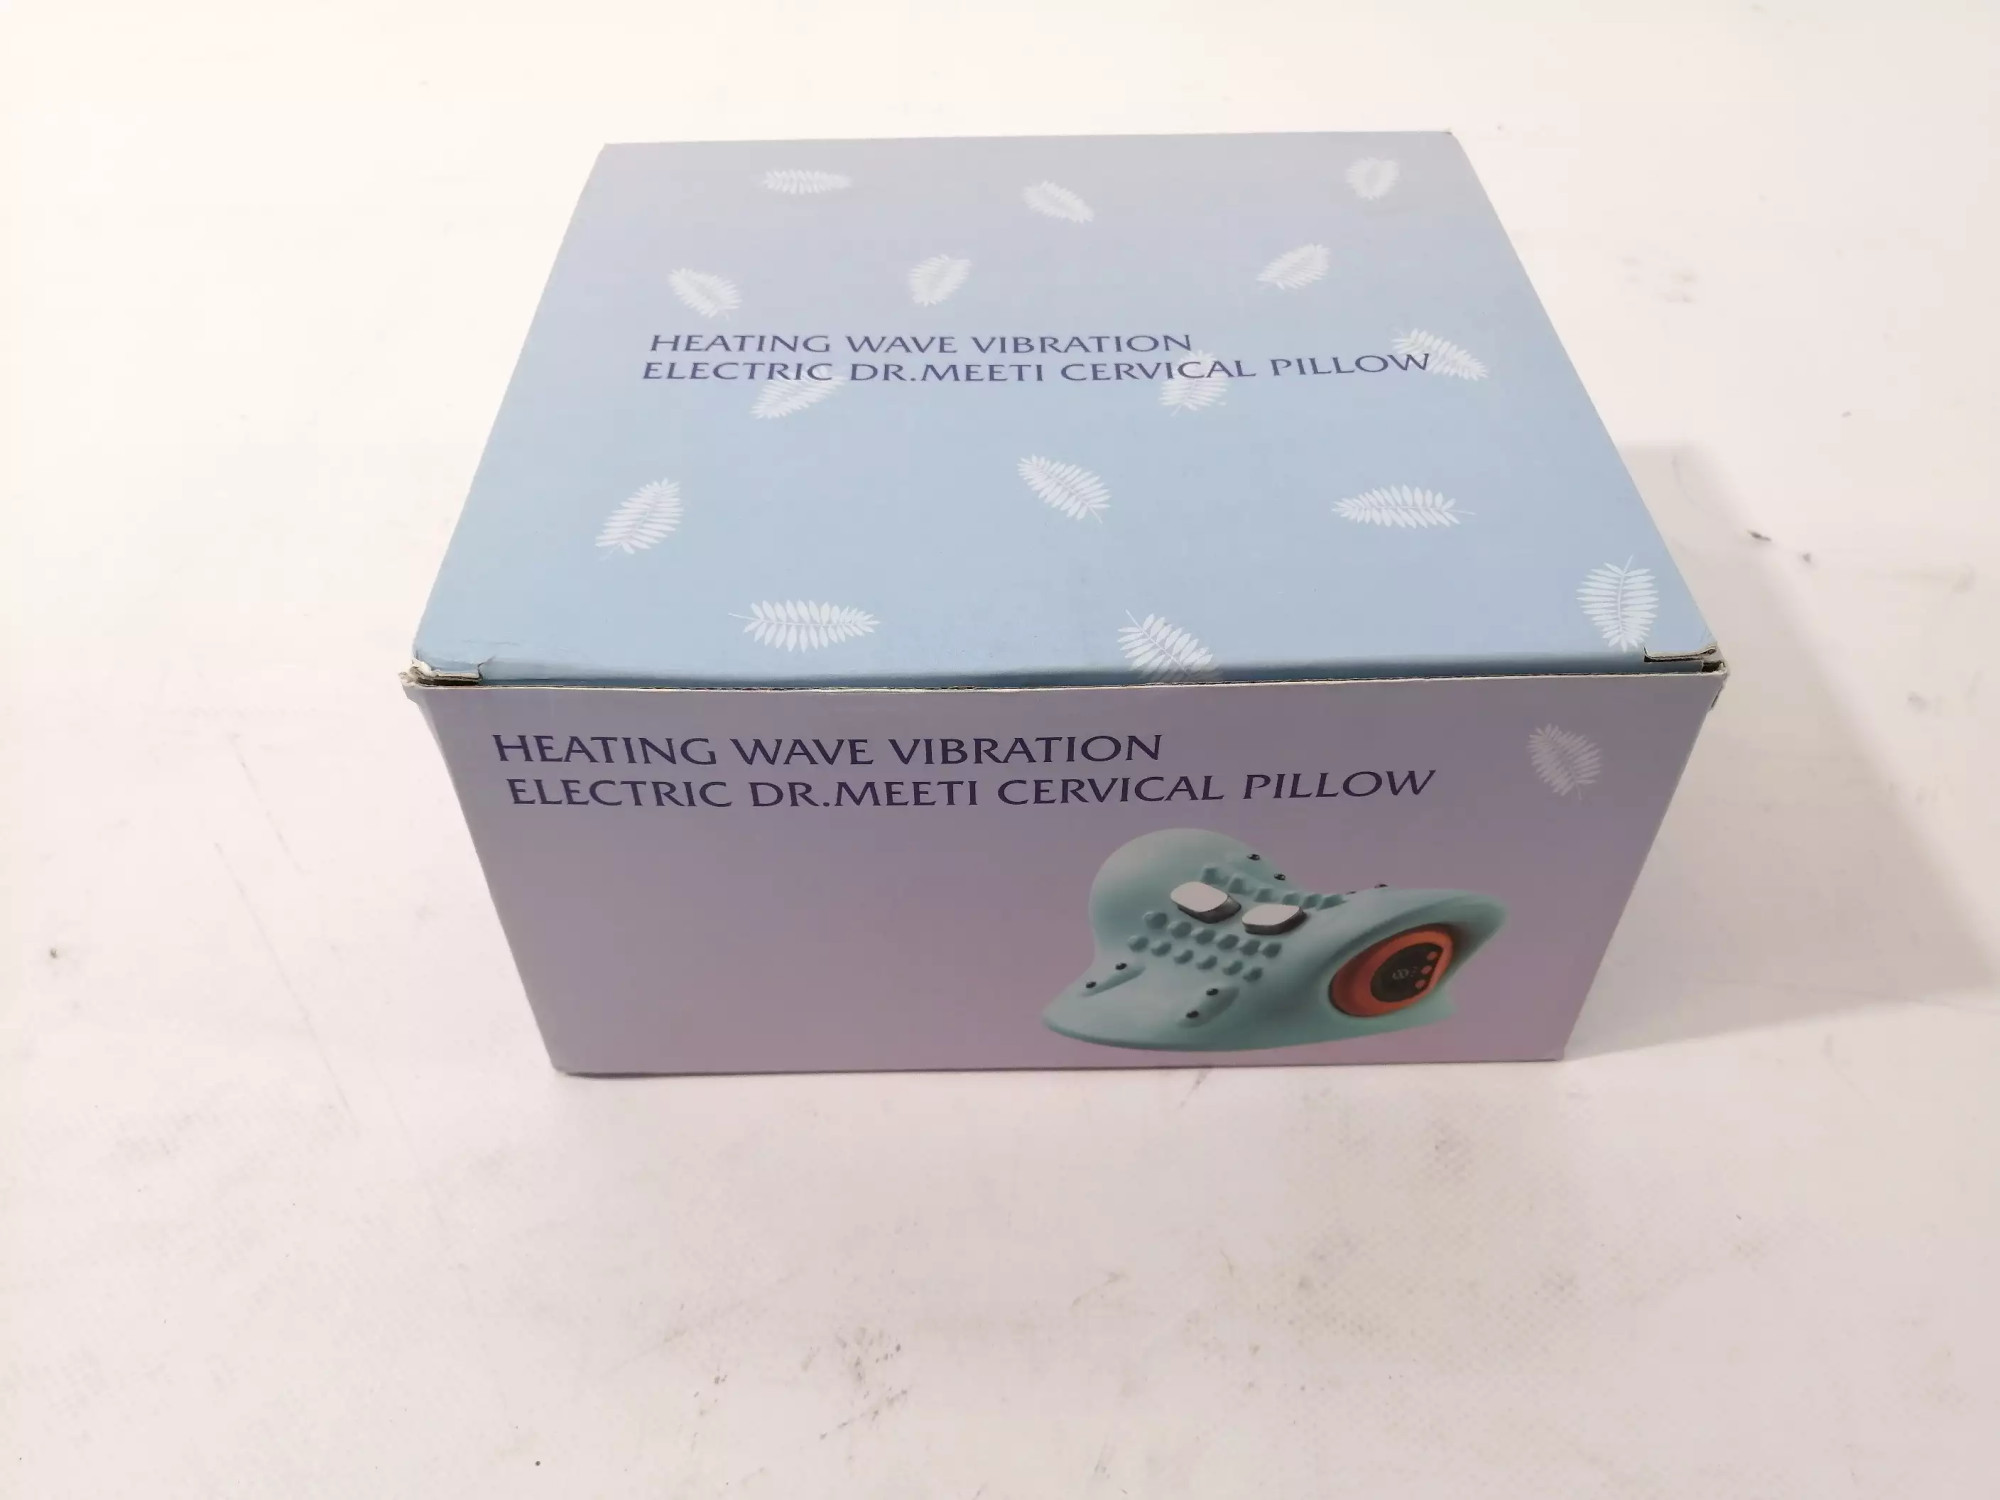 HEATING WAVE VIBRATION
ELECTRIC DR.MEETI CERVICAL PILLOW
HEATING WAVE VIBRATION
ELECTRIC DR.MEETI CERVICAL PILLOW